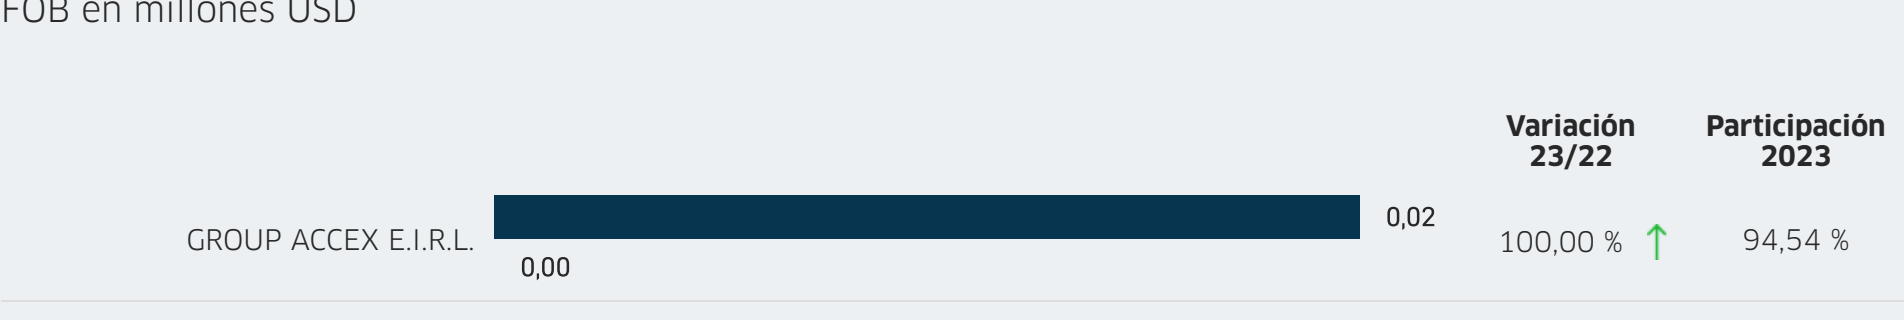 FOB en millones USD
Variación
23/22
Participación
2023
GROUP ACCEX E.I.R.L.
0,02
0,00
100,00 %
94,54 %